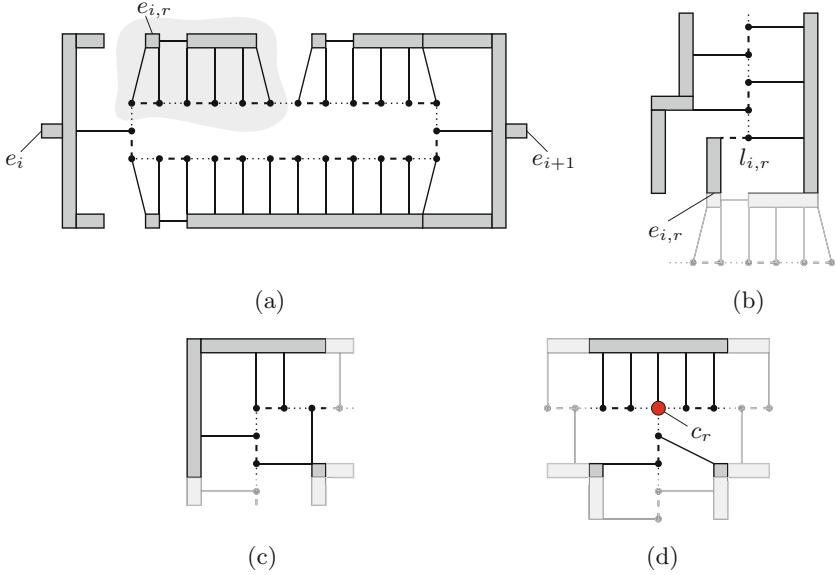 e_{i,r}
e_i
e_{i+1}
l_{i,r}
e_{i,r}
(a)
(b)
c_r
(c)
(d)